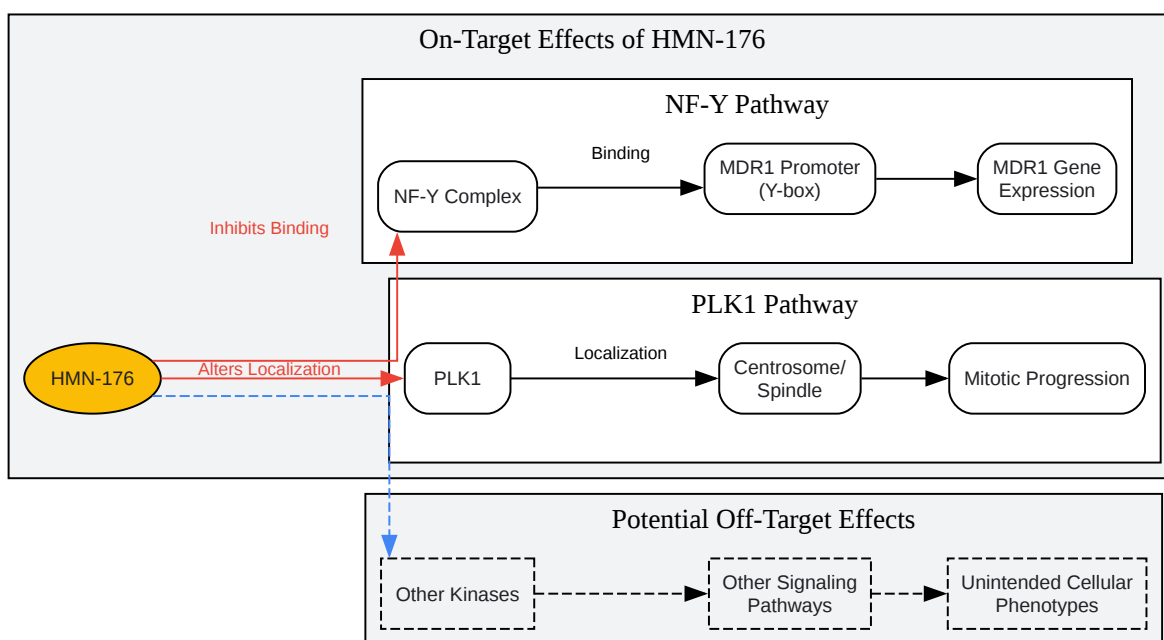 On-Target Effects of HMN-176
NF-Y Pathway
NF-Y Complex
Binding
MDR1 Promoter
(Y-box)
MDR1 Gene
Expression
Inhibits Binding
PLK1 Pathway
HMN-176
Alters Localization
PLK1
Localization
Centrosome/
Spindle
Mitotic Progression
Potential Off-Target Effects
Other Kinases
Other Signaling
Pathways
Unintended Cellular
Phenotypes